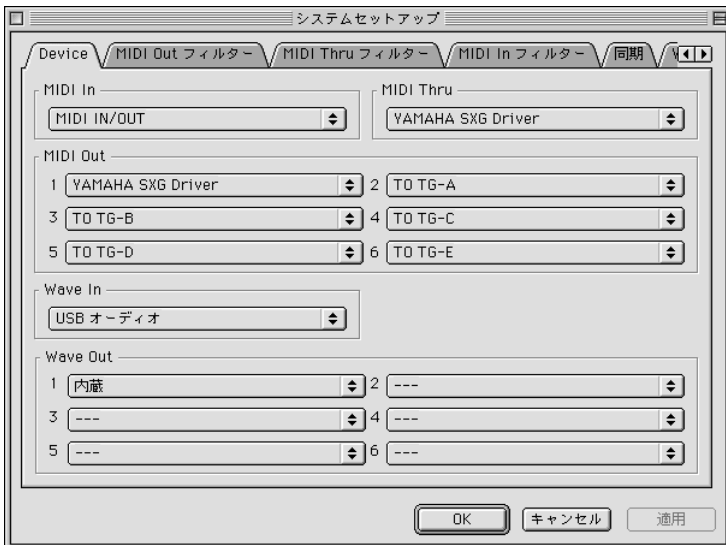 システムセットアップ
Device MIDI Out フィルター MIDI Thru フィルター MIDI In フィルター 同期
MIDI In MIDI Thru
MIDI IN/OUT YAMAHA SXG Driver
MIDI Out
1 YAMAHA SXG Driver 2 TO TG-A
3 TO TG-B 4 TO TG-C
5 TO TG-D 6 TO TG-E
Wave In
USB オーディオ
Wave Out
1 内蔵 2 ---
3 --- 4 ---
5 --- 6 ---
OK キャンセル 適用